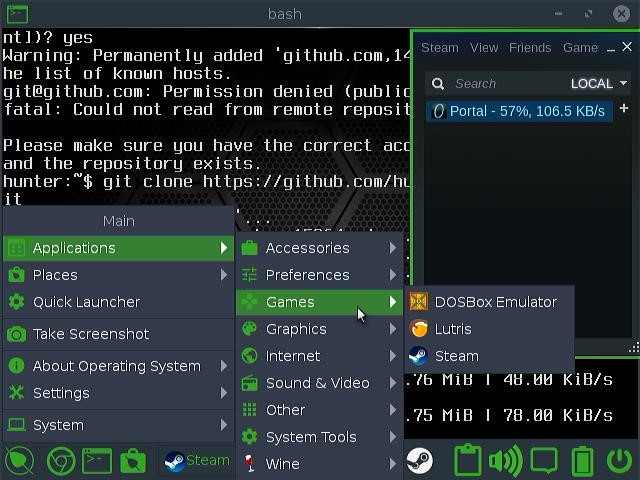 bash
ntl)? yes
Warning: Permanently added 'github.com,14
he list of known hosts.
git@github.com: Permission denied (public
fatal: Could not read from remote reposit
Please make sure you have the correct acc
and the repository exists.
hunter:~$ git clone https://github.com/hu
it
'...
.76 MiB | 48.00 KiB/s
.75 MiB | 78.00 KiB/s
Steam View Friends Game
Search LOCAL
Portal - 57%, 106.5 KB/s
Main
Applications
Places
Quick Launcher
Take Screenshot
About Operating System
Settings
System
Accessories
Preferences
Games
Graphics
Internet
Sound & Video
Other
System Tools
Wine
DOSBox Emulator
Lutris
Steam
Steam